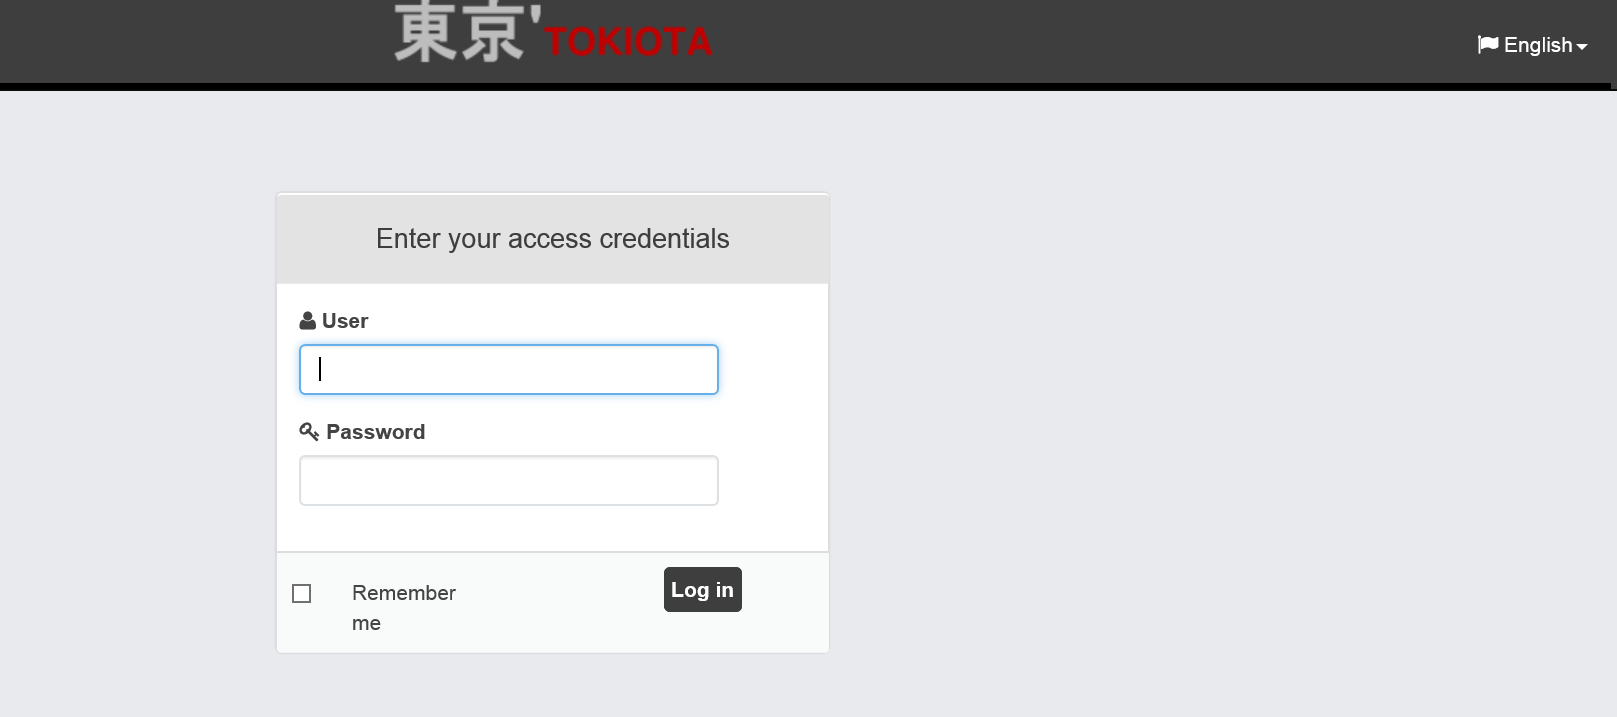 東京'TOKIOTA
English
Enter your access credentials
User
Password
Remember
me
Log in